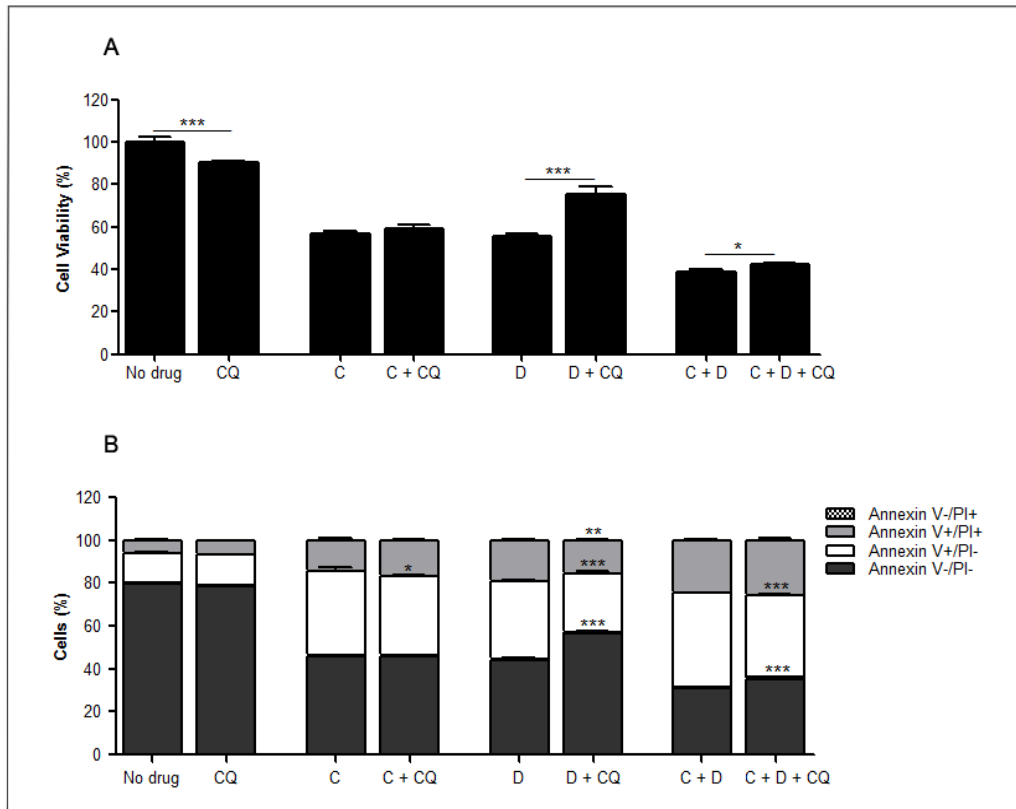 A
Cell Viability (%)
120
100
80
60
40
20
0
***
***
*
No drug CQ C C + CQ D D + CQ C + D C + D + CQ
B
Cells (%)
120
100
80
60
40
20
0
*
**
***
***
***
***
Annexin V-/PI+
Annexin V+/PI+
Annexin V+/PI-
Annexin V-/PI-
No drug CQ C C + CQ D D + CQ C + D C + D + CQ